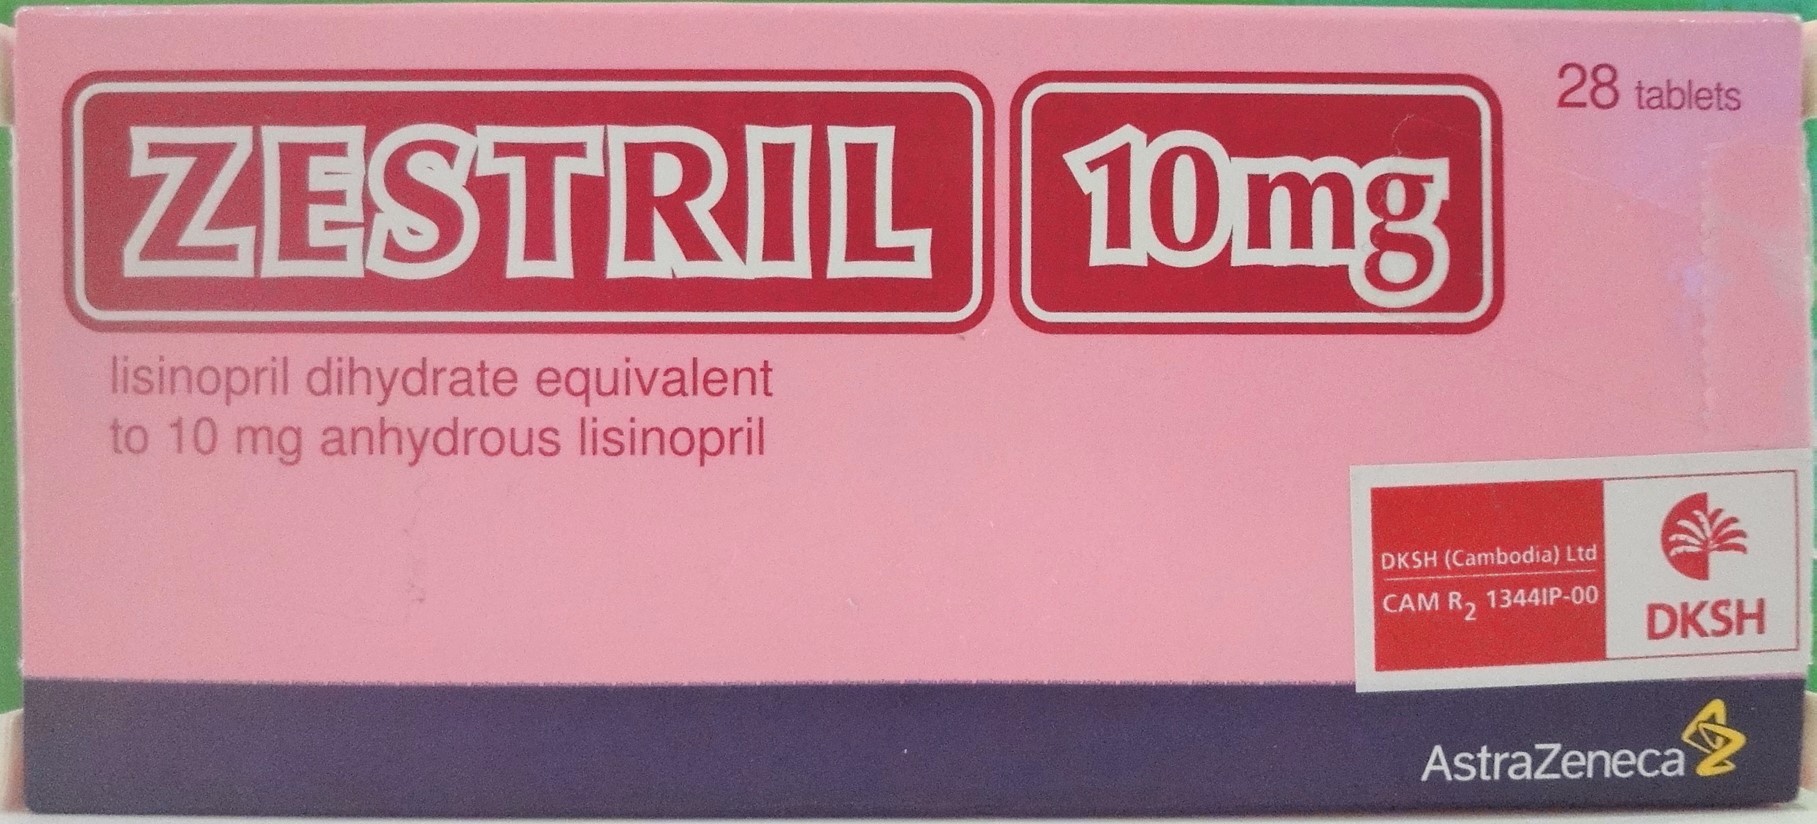 ZESTRIL 10mg
28 tablets
lisinopril dihydrate equivalent
to 10 mg anhydrous lisinopril
DKSH (Cambodia) Ltd
CAM R2 1344IP-00
DKSH
AstraZeneca